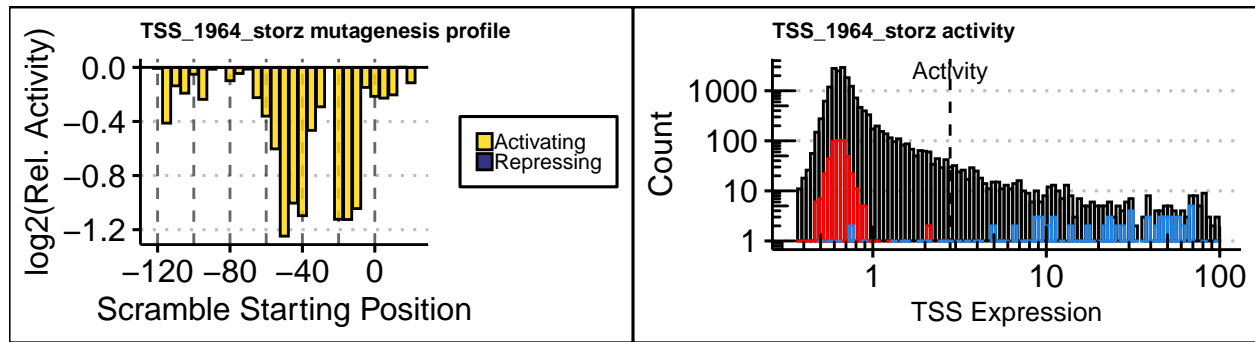 TSS_1964_storz mutagenesis profile
log2(Rel. Activity)
0.0
−0.4
−0.8
−1.2
−120
−80
−40
0
Scramble Starting Position
Activating
Repressing
TSS_1964_storz activity
Activity
Count
1000
100
10
1
1
10
100
TSS Expression